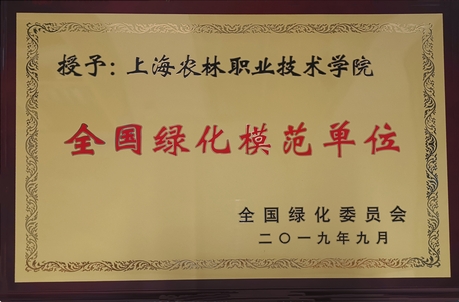 授予：上海农林职业技术学院
全国绿化模范单位
全国绿化委员会
二〇一九年九月